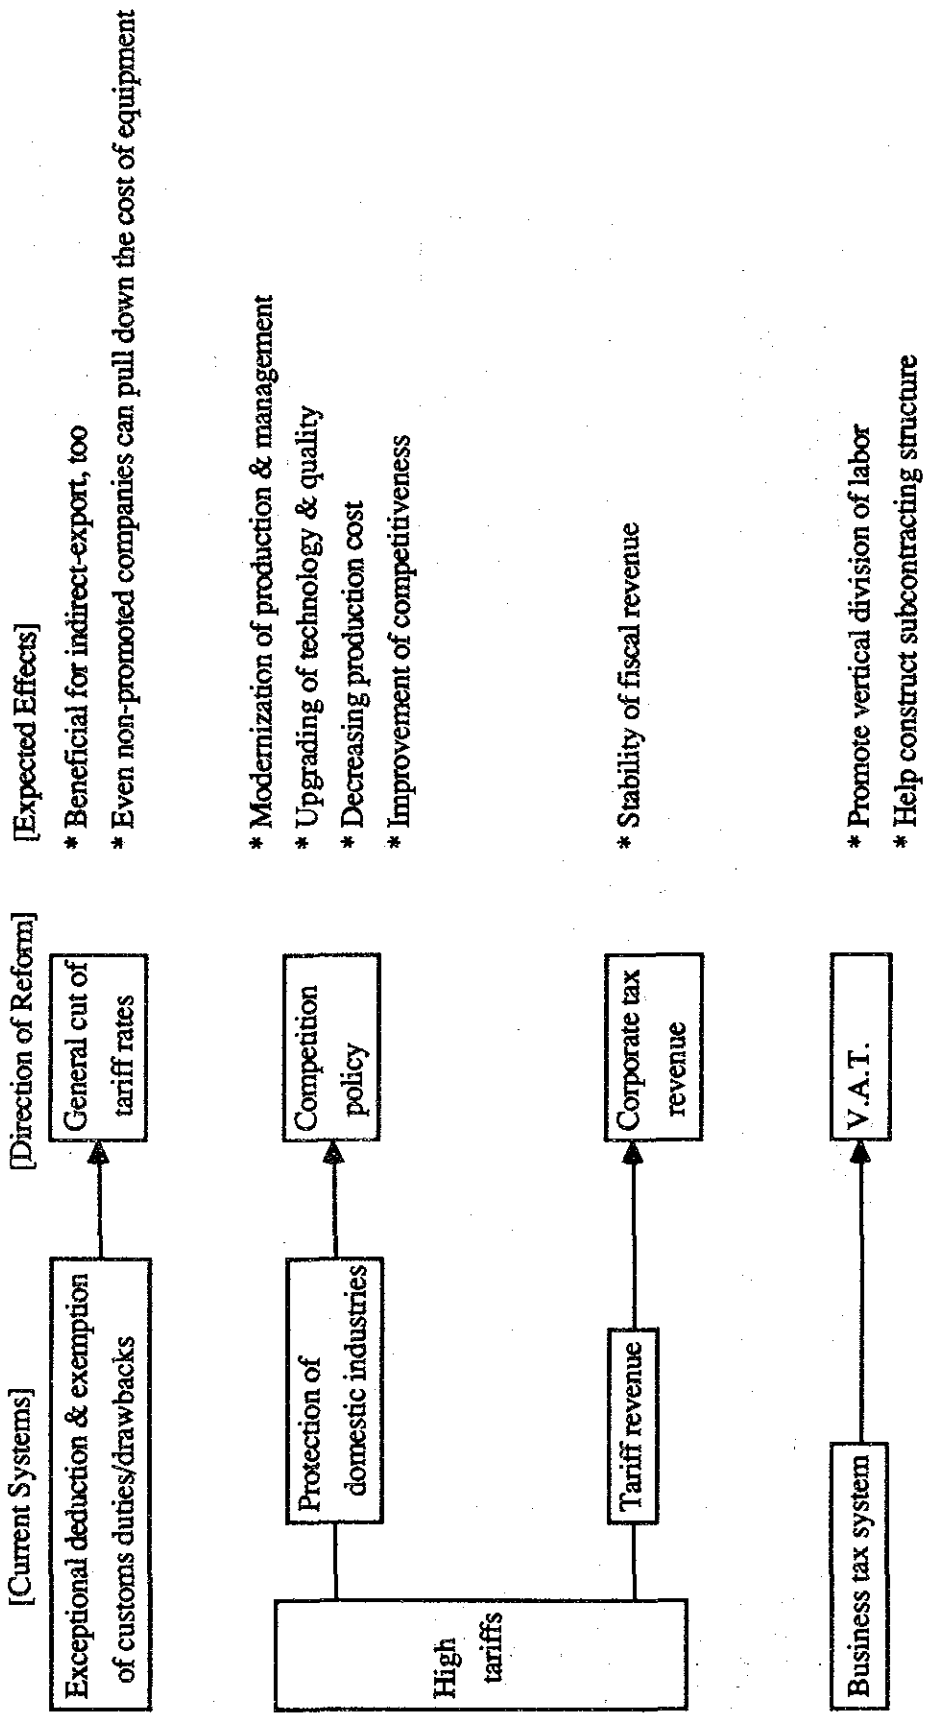 [Current Systems]
[Direction of Reform]
[Expected Effects]
Exceptional deduction & exemption
of customs duties/drawbacks
General cut of
tariff rates
* Beneficial for indirect-export, too
* Even non-promoted companies can pull down the cost of equipment
High
tariffs
Protection of
domestic industries
Competition
policy
* Modernization of production & management
* Upgrading of technology & quality
* Decreasing production cost
* Improvement of competitiveness
Tariff revenue
Corporate tax
revenue
* Stability of fiscal revenue
Business tax system
V.A.T.
* Promote vertical division of labor
* Help construct subcontracting structure